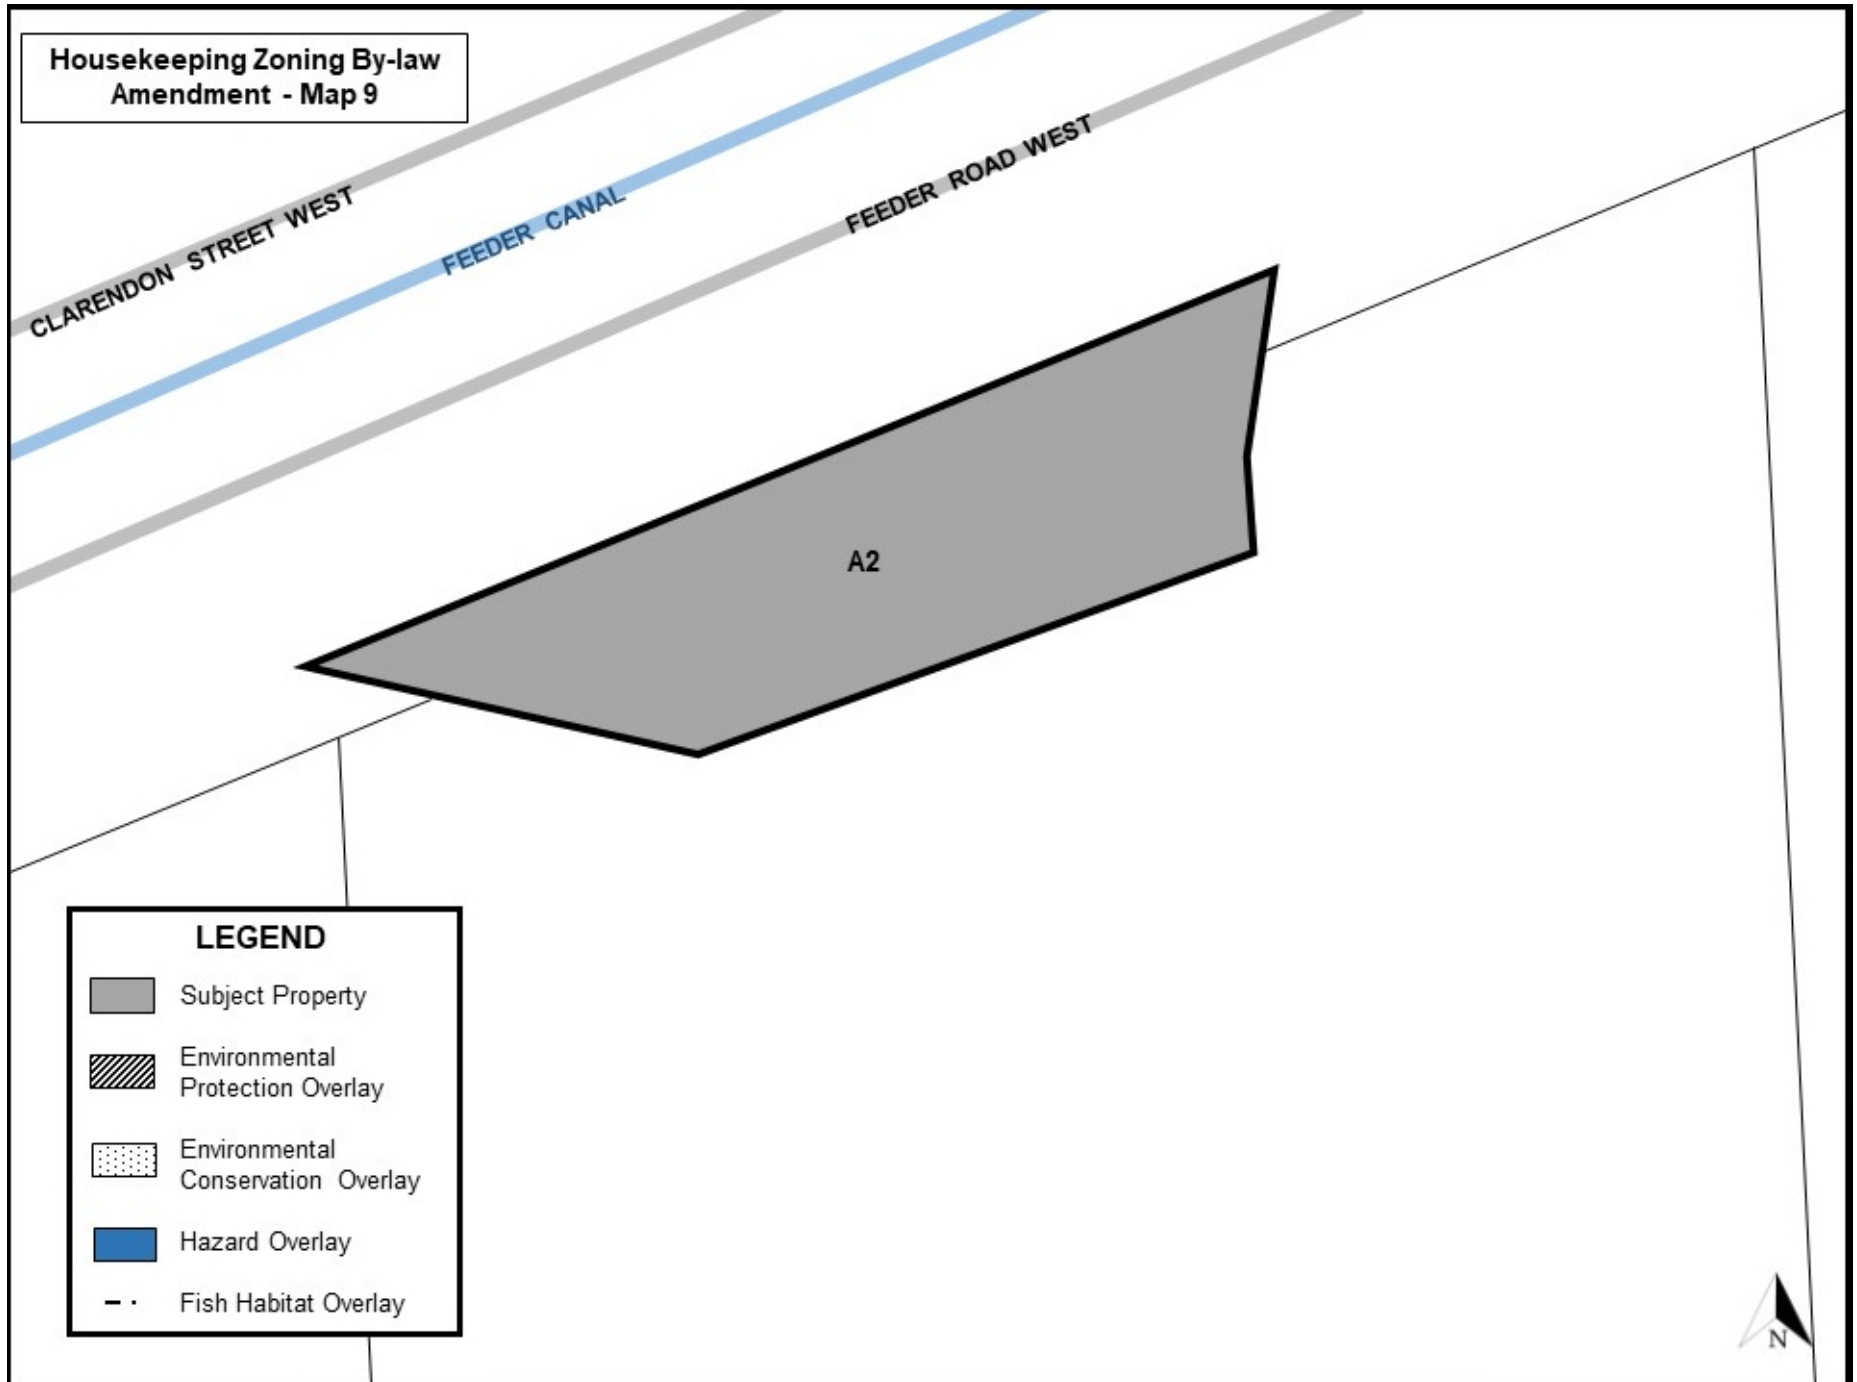 Housekeeping Zoning By-law
Amendment - Map 9
CLARENDON STREET WEST
FEEDER CANAL
FEEDER ROAD WEST
A2
LEGEND
Subject Property
Environmental
Protection Overlay
Environmental
Conservation Overlay
Hazard Overlay
Fish Habitat Overlay
N